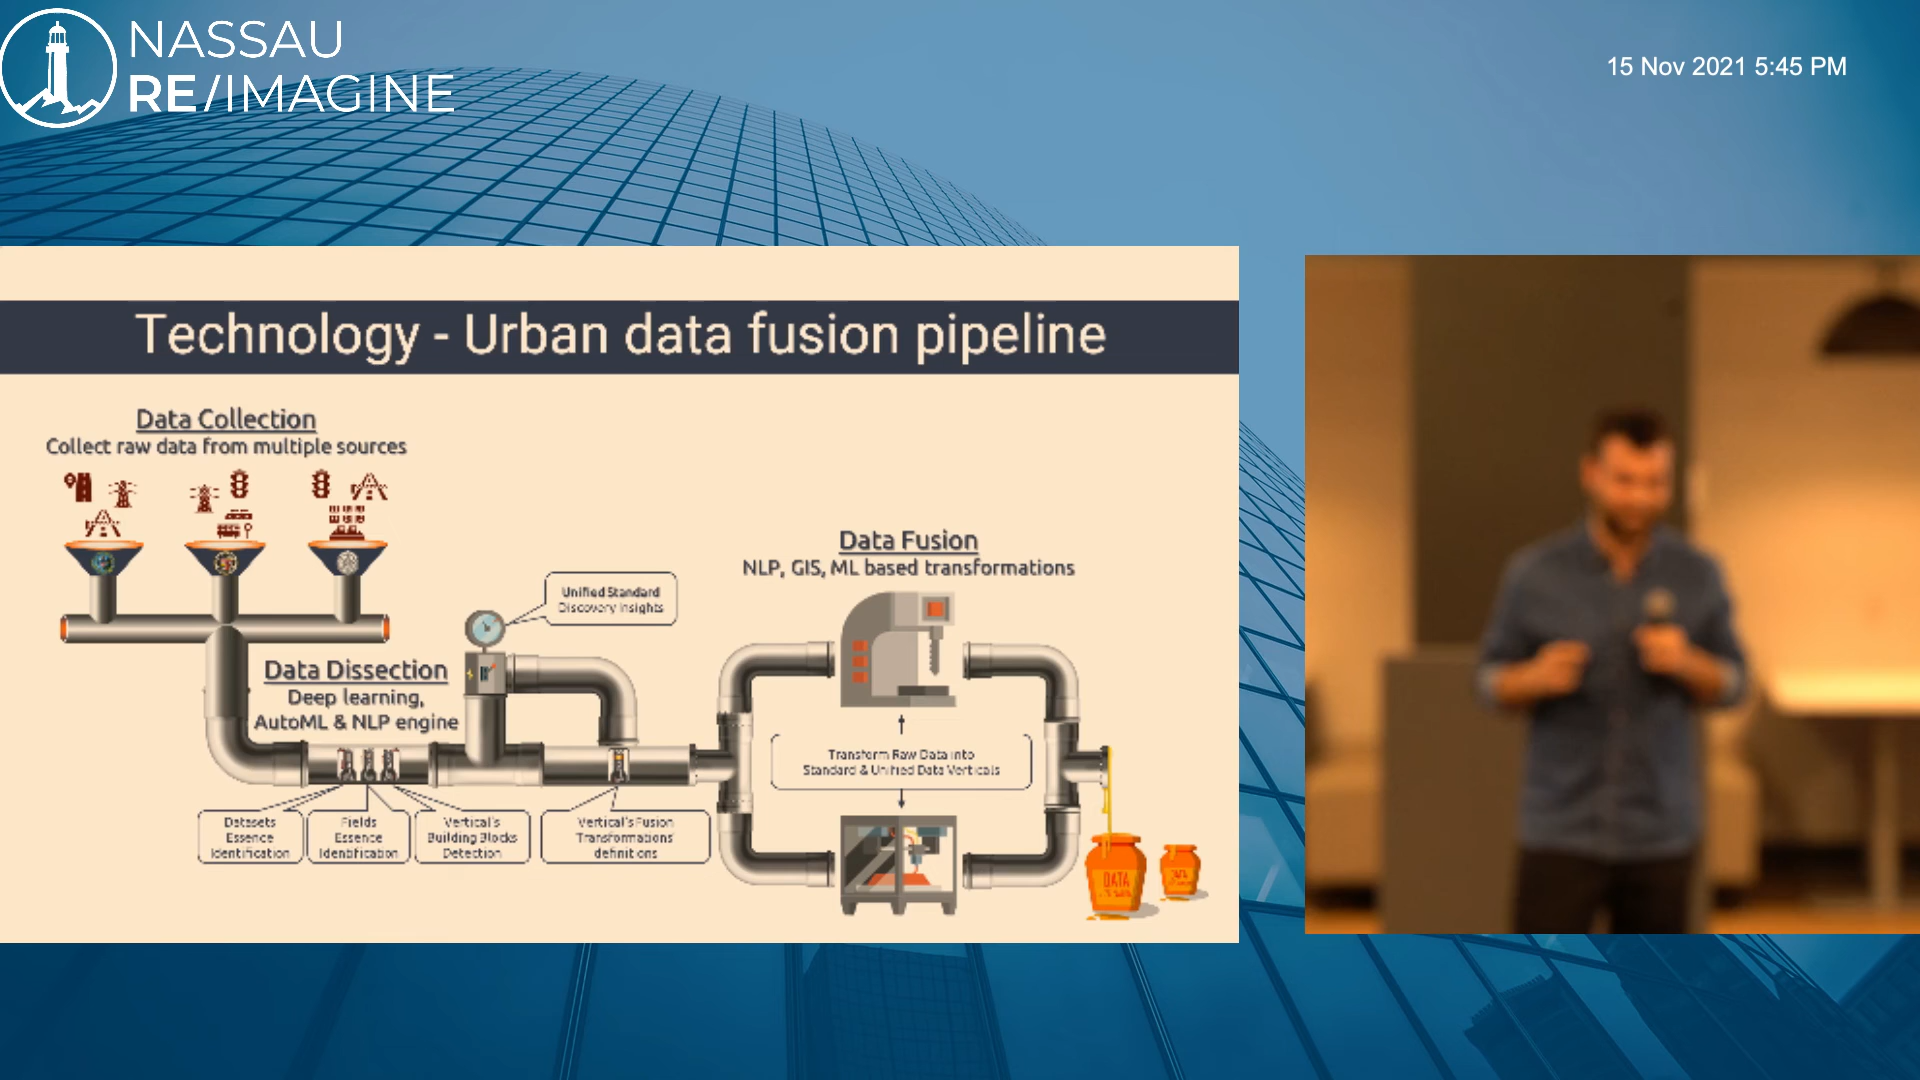 NASSAU
RE/IMAGINE
15 Nov 2021 5:45 PM
Technology - Urban data fusion pipeline
Data Collection
Collect raw data from multiple sources
Data Fusion
NLP, GIS, ML based transformations
Unified Standard
Discovery Insights
Data Dissection
Deep learning,
AutoML & NLP engine
Transform Raw Data into
Standard & Unified Data Verticals
Datasets
Essence
Identification
Fields
Essence
Identification
Vertical's
Building Blocks
Detection
Vertical's Fusion
Transformations'
definitions
DATA
DATA